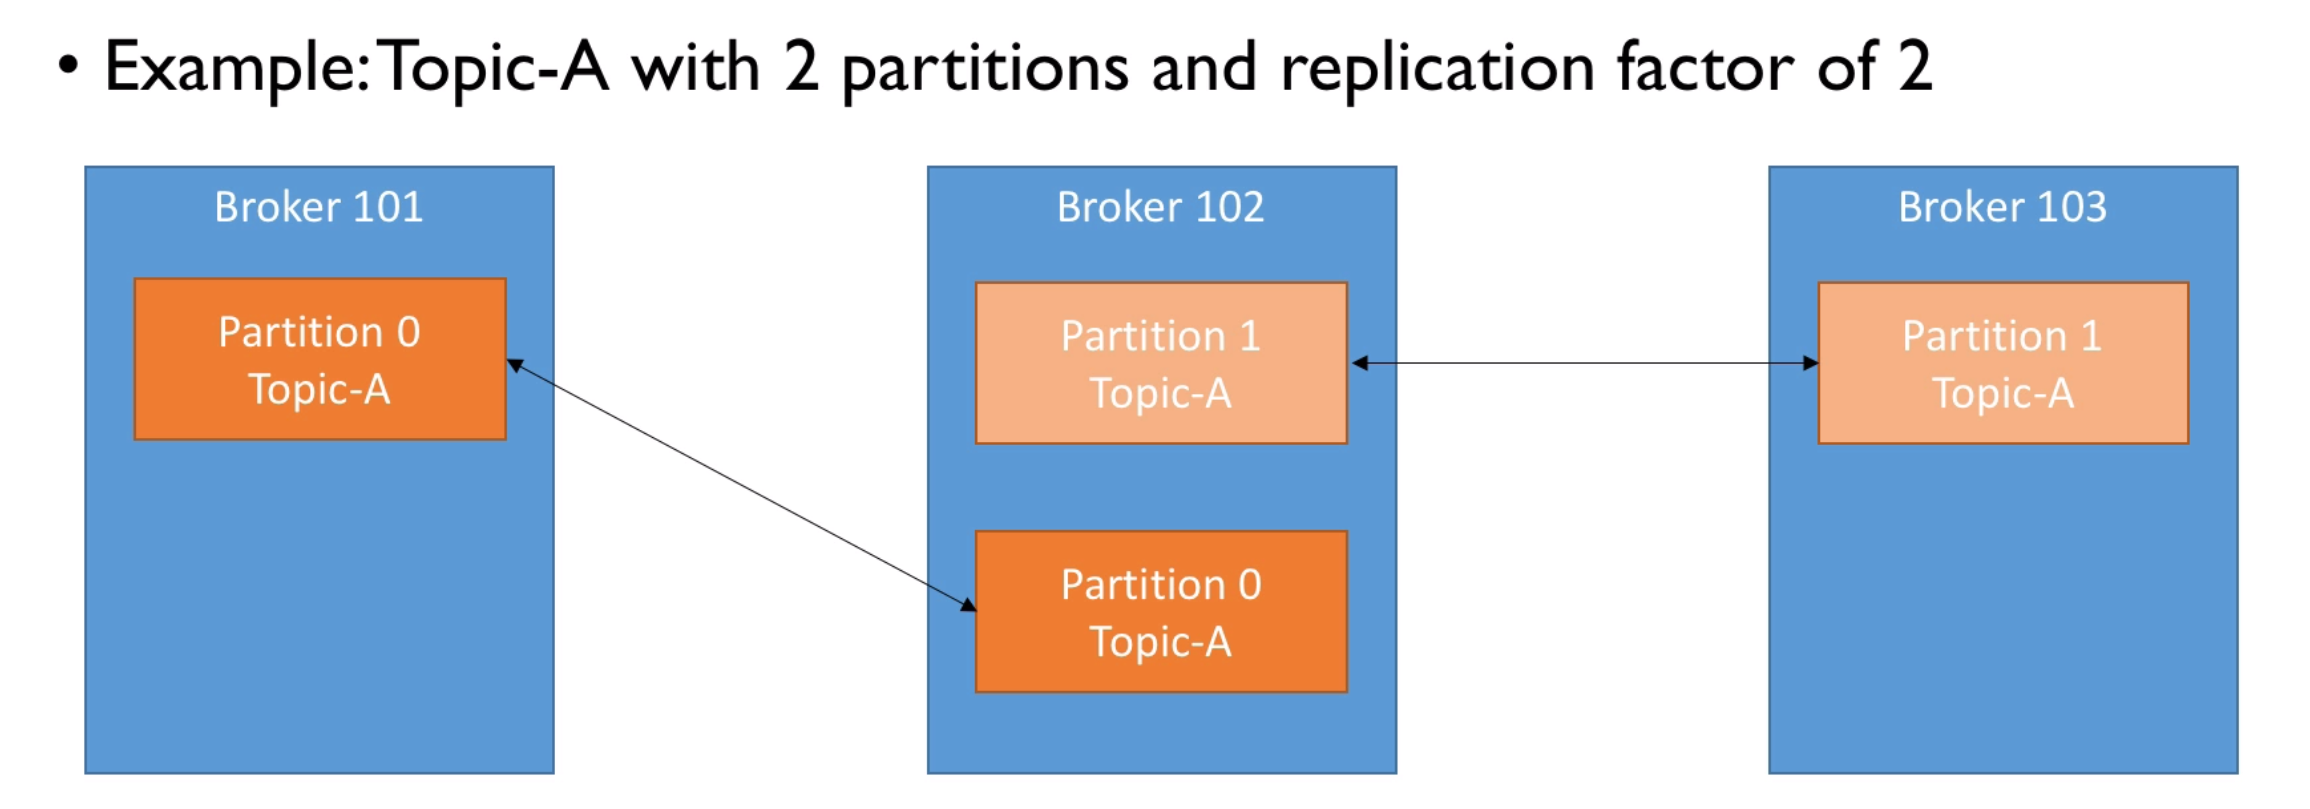 • Example: Topic-A with 2 partitions and replication factor of 2
Broker 101
Partition 0
Topic-A
Broker 102
Partition 1
Topic-A
Partition 0
Topic-A
Broker 103
Partition 1
Topic-A